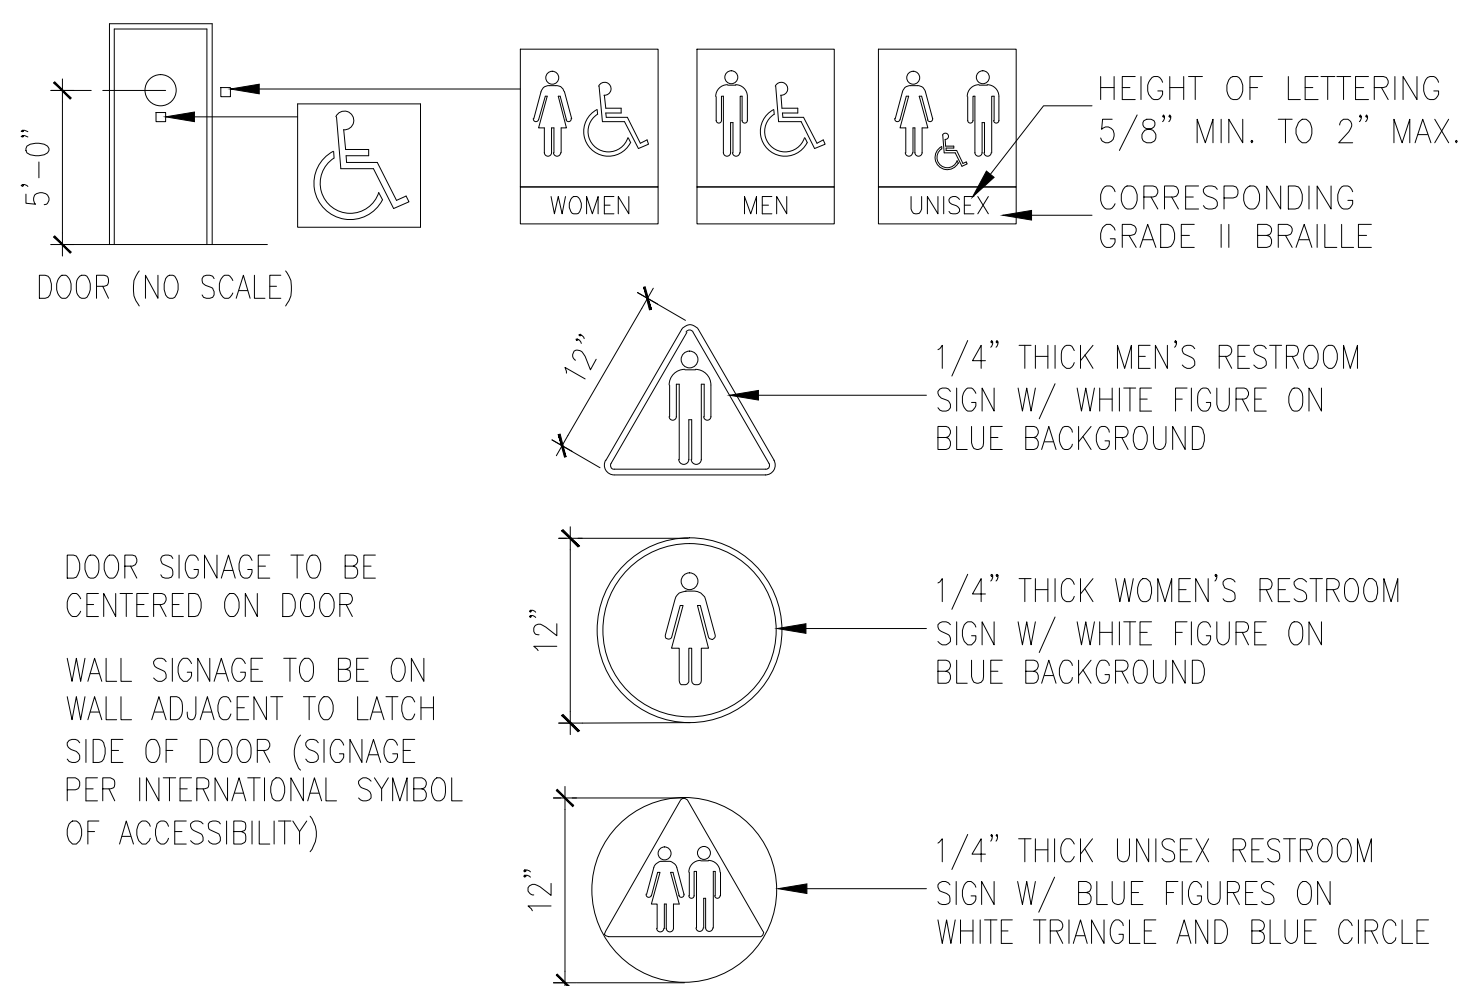 5'-0"
DOOR (NO SCALE)
WOMEN
MEN
UNISEX
HEIGHT OF LETTERING
5/8" MIN. TO 2" MAX.
CORRESPONDING
GRADE II BRAILLE
12"
1/4" THICK MEN'S RESTROOM
SIGN W/ WHITE FIGURE ON
BLUE BACKGROUND
DOOR SIGNAGE TO BE
CENTERED ON DOOR
WALL SIGNAGE TO BE ON
WALL ADJACENT TO LATCH
SIDE OF DOOR (SIGNAGE
PER INTERNATIONAL SYMBOL
OF ACCESSIBILITY)
12"
1/4" THICK WOMEN'S RESTROOM
SIGN W/ WHITE FIGURE ON
BLUE BACKGROUND
12"
1/4" THICK UNISEX RESTROOM
SIGN W/ BLUE FIGURES ON
WHITE TRIANGLE AND BLUE CIRCLE